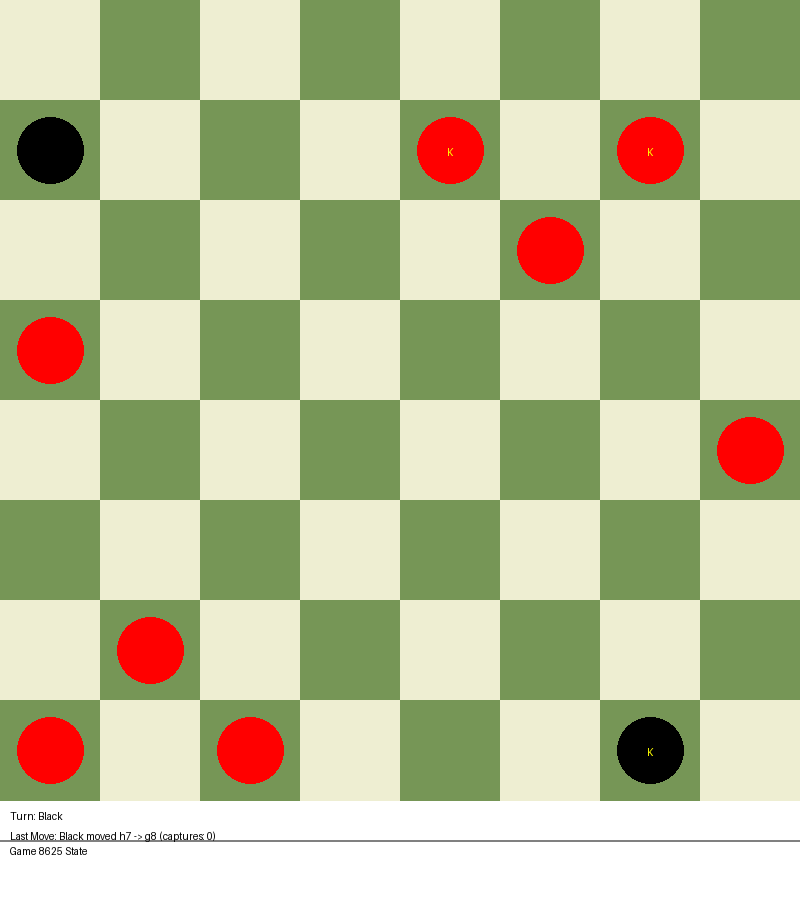 K
K
K
Turn: Black
Last Move: Black moved h7 -> g8 (captures: 0)
Game 8625 State